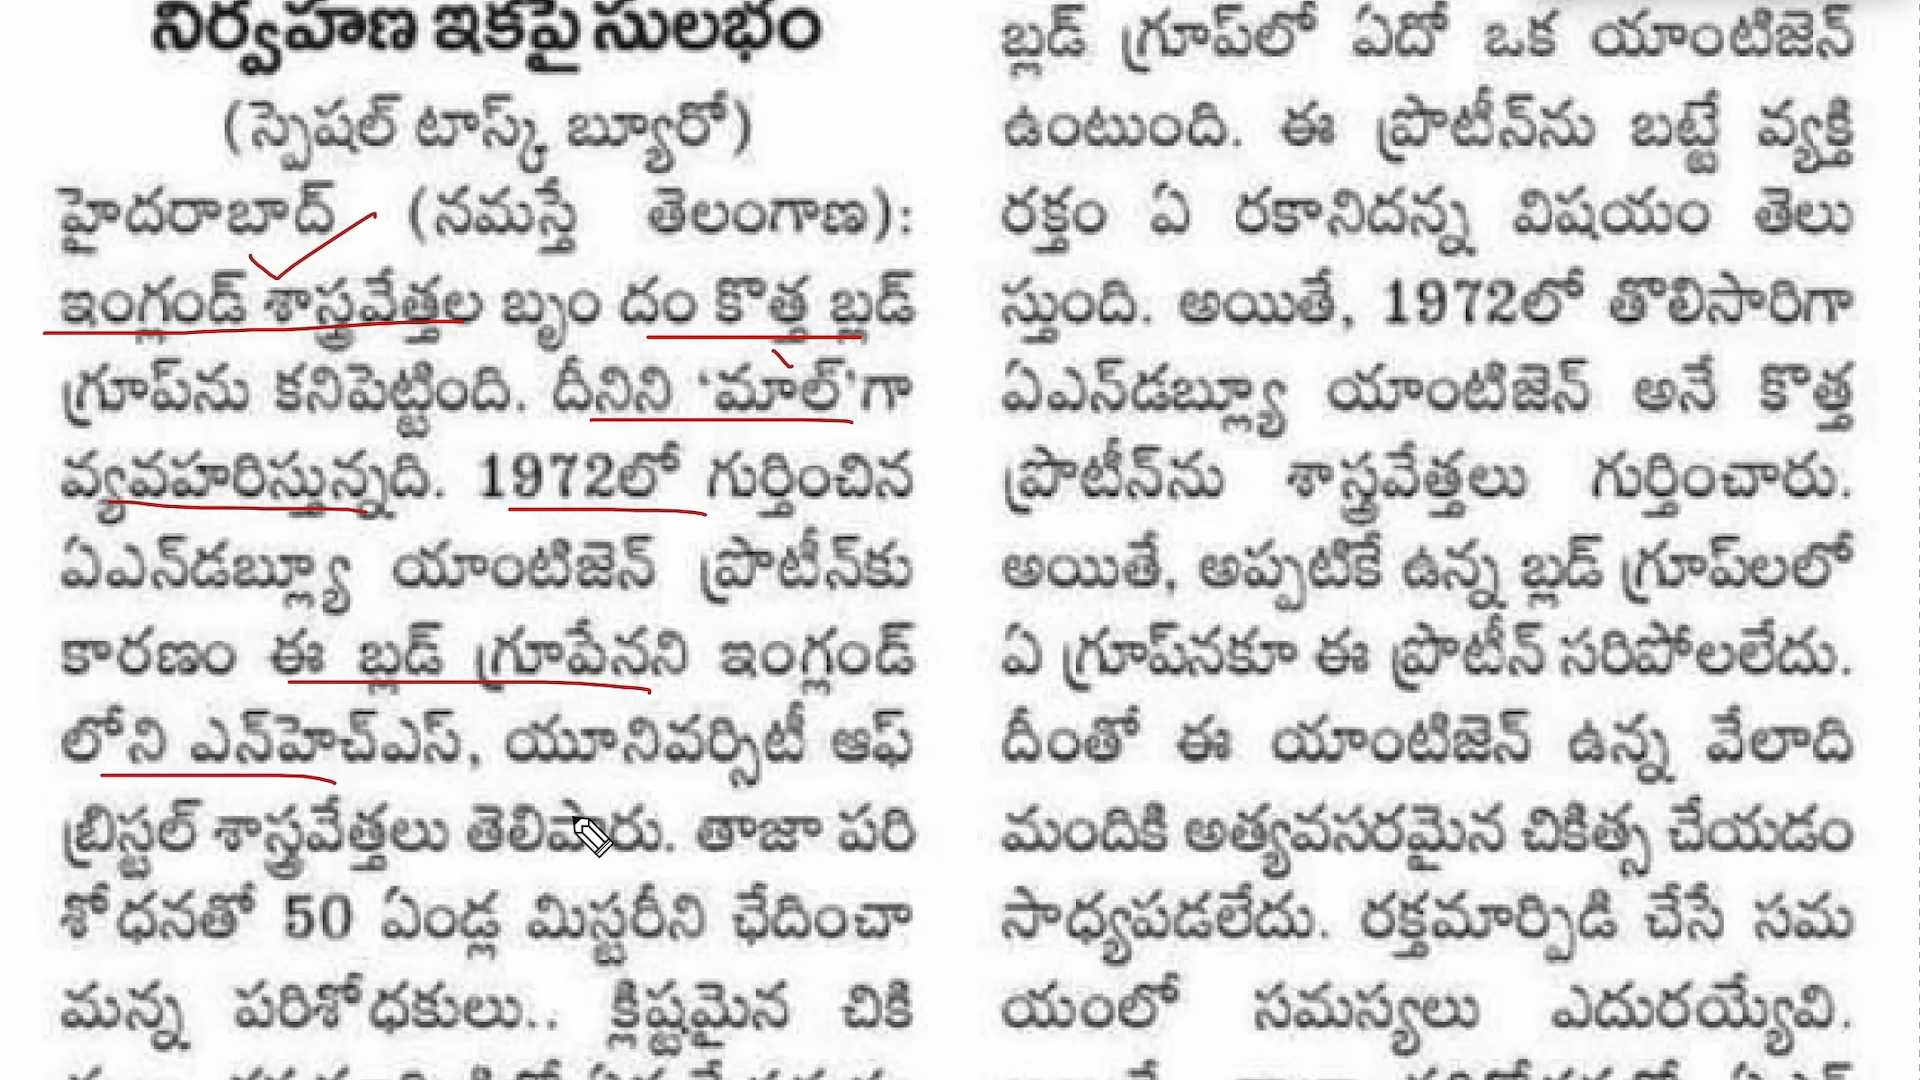 నిర్వహణ ఇకపై సులభం
(స్పెషల్ టాస్క్ బ్యూరో)
హైదరాబాద్ (నమస్తే తెలంగాణ):
ఇంగ్లండ్ శాస్త్రవేత్తల బృం దం కొత్త బ్లడ్
గ్రూప్‌ను కనిపెట్టింది. దీనిని ‘మాల్’గా
వ్యవహరిస్తున్నది. 1972లో గుర్తించిన
ఏఎన్‌డబ్ల్యూ యాంటిజెన్ ప్రొటీన్‌కు
కారణం ఈ బ్లడ్ గ్రూపేనని ఇంగ్లండ్
లోని ఎన్‌హెచ్‌ఎస్, యూనివర్సిటీ ఆఫ్
బ్రిస్టల్ శాస్త్రవేత్తలు తెలిపారు. తాజా పరి
శోధనతో 50 ఏండ్ల మిస్టరీని ఛేదించా
మన్న పరిశోధకులు.. క్లిష్టమైన చికి
బ్లడ్ గ్రూప్‌లో ఏదో ఒక యాంటిజెన్
ఉంటుంది. ఈ ప్రొటీన్‌ను బట్టే వ్యక్తి
రక్తం ఏ రకానిదన్న విషయం తెలు
స్తుంది. అయితే, 1972లో తొలిసారిగా
ఏఎన్‌డబ్ల్యూ యాంటిజెన్ అనే కొత్త
ప్రొటీన్‌ను శాస్త్రవేత్తలు గుర్తించారు.
అయితే, అప్పటికే ఉన్న బ్లడ్ గ్రూప్‌లలో
ఏ గ్రూప్‌నకూ ఈ ప్రొటీన్ సరిపోలలేదు.
దీంతో ఈ యాంటిజెన్ ఉన్న వేలాది
మందికి అత్యవసరమైన చికిత్స చేయడం
సాధ్యపడలేదు. రక్తమార్పిడి చేసే సమ
యంలో సమస్యలు ఎదురయ్యేవి.